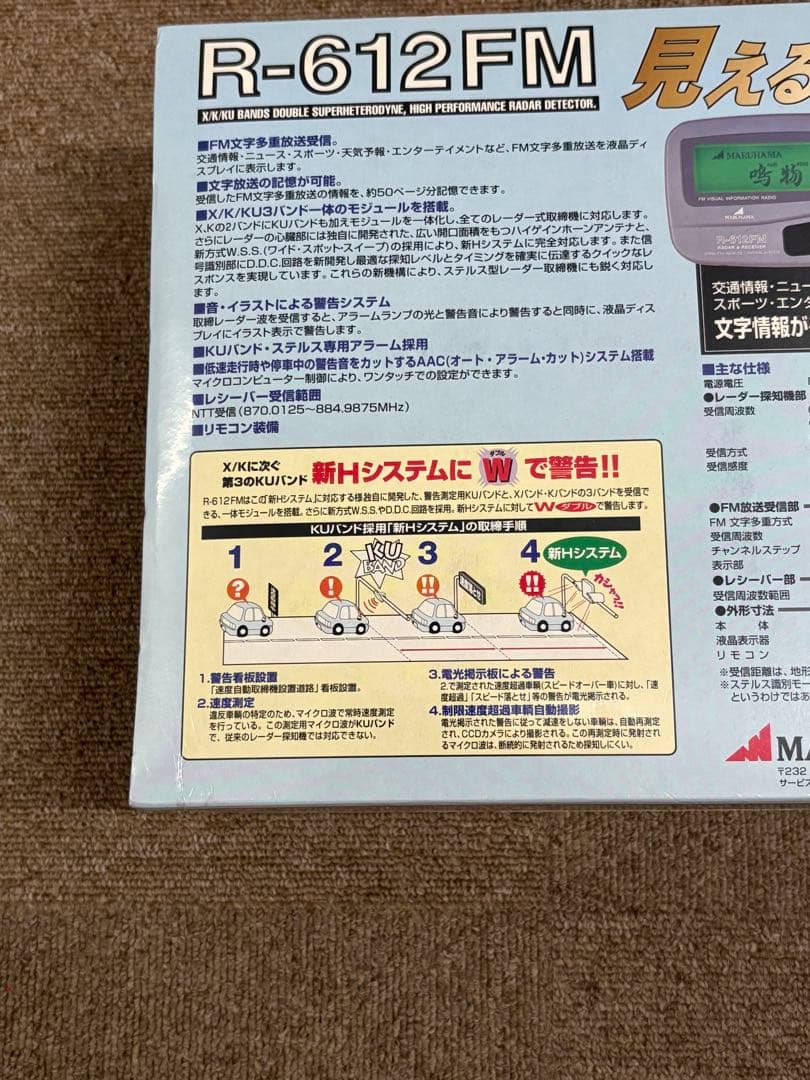 R-612FM
見える
X/K/KU BANDS DOUBLE SUPERHETERODYNE, HIGH PERFORMANCE RADAR DETECTOR.
■FM文字多重放送受信。
交通情報・ニュース・スポーツ・天気予報・エンターテイメントなど、FM文字多重放送を液晶ディ
スプレイに表示します。
■文字放送の記憶が可能。
受信したFM文字多重放送の情報を、約50ページ分記憶できます。
■X/K/KU3バンド一体のモジュールを搭載。
X、Kの2バンドにKUバンドも加えモジュールを一体化し、全てのレーダー式取締機に対応します。
さらにレーダーの心臓部には独自に開発された、広い開口面積をもつハイゲインホーンアンテナと、
新方式W.S.S.(ワイド・スポット・スイープ)の採用により、新Hシステムに完全対応します。また信
号識別部にD.D.C.回路を新開発し最適な探知レベルとタイミングを確実に伝達するクイックなレ
スポンスを実現しています。これらの新機構により、ステルス型レーダー取締機にも鋭く対応し
ます。
■音・イラストによる警告システム
取締レーダー波を受信すると、アラームランプの光と警告音により警告すると同時に、液晶ディス
プレイにイラスト表示で警告します。
■KUバンド・ステルス専用アラーム採用
■低速走行時や停車中の警告音をカットするAAC(オート・アラーム・カット)システム搭載
マイクロコンピューター制御により、ワンタッチでの設定ができます。
■レシーバー受信範囲
NTT受信(870.0125〜884.9875MHz)
■リモコン装備
X/Kに次ぐ
第3のKUバンド
新Hシステムに
ダブル
W
で警告!!
R-612FMはこの「新Hシステム」に対応する様独自に開発した、警告測定用KUバンドと、Xバンド・Kバンドの3バンドを受信で
きる、一体モジュールを搭載。さらに新方式W.S.S.やD.D.C.回路を採用。新Hシステムに対してWダブルで警告します。
KUバンド採用「新Hシステム」の取締手順
1
2
KU BAND
3
4
新Hシステム
?
!
!!
!!
カシャッ!!
1.警告看板設置
「速度自動取締機設置道路」看板設置。
2.速度測定
違反車輌の特定のため、マイクロ波で常時速度測定
を行っている。この測定用マイクロ波がKUバンド
で、従来のレーダー探知機では対応できない。
3.電光掲示板による警告
2.で測定された速度超過車輌(スピードオーバー車)に対し、「速
度超過」「スピード落とせ」等の警告が電光掲示される。
4.制限速度超過車輌自動撮影
電光掲示された警告に従って減速をしない車輌は、自動再測定
され、CCDカメラにより撮影される。この再測定時に発射され
るマイクロ波は、断続的に発射されるため探知しにくい。
MARUHAMA
鳴物
FM VISUAL INFORMATION RADIO
MARUHAMA
R-612FM
RADAR & RECEIVER
交通情報・ニュー
スポーツ・エンタ
文字情報が
■主な仕様
電源電圧
●レーダー探知機部
受信周波数
受信方式
受信感度
●FM放送受信部
FM 文字多重方式
受信周波数
チャンネルステップ
表示部
●レシーバー部
受信周波数範囲
●外形寸法
本体
液晶表示器
リモコン
※受信距離は、地形
※ステルス識別モー
というわけではあ
MA
〒232
サービス